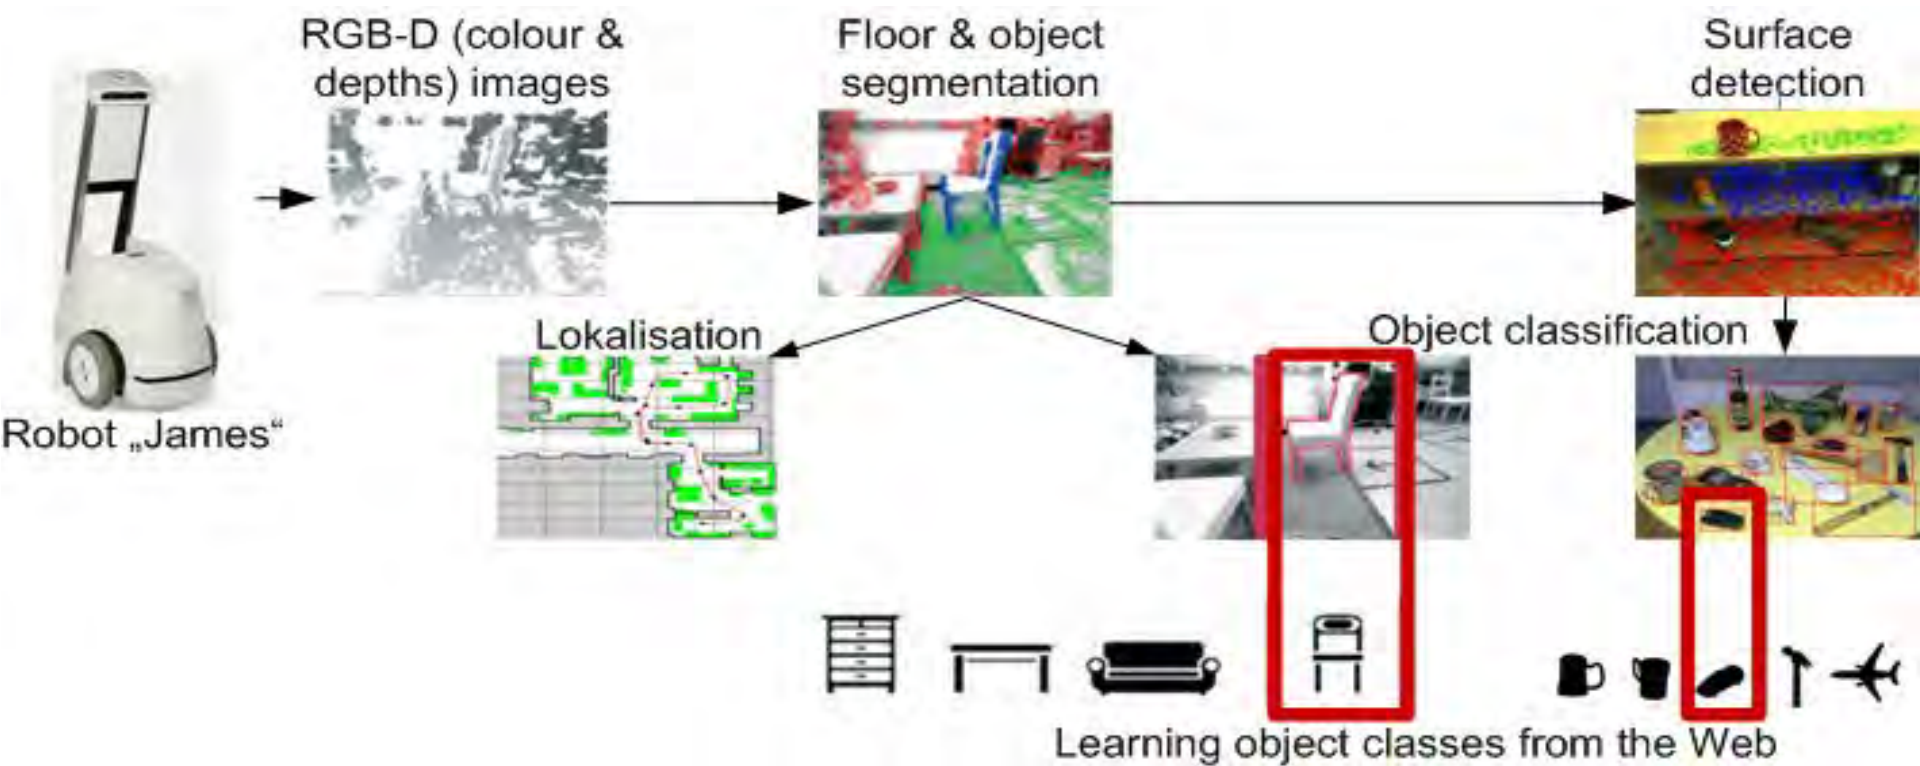 RGB-D (colour &
depths) images
Floor & object
segmentation
Surface
detection
Lokalisation
Object classification
Robot „James“
Learning object classes from the Web